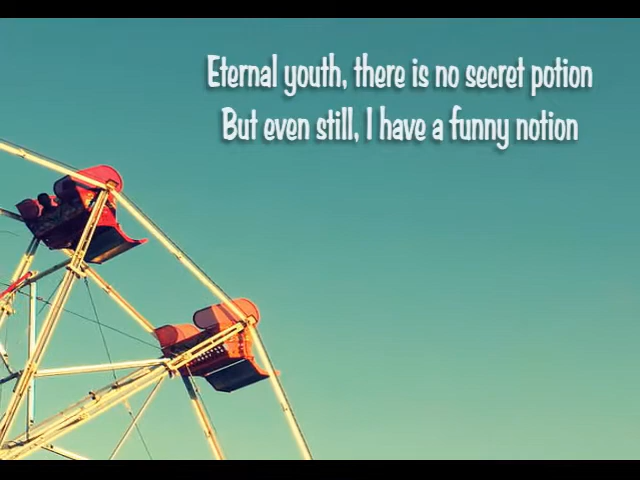 Eternal youth, there is no secret potion
But even still, I have a funny notion